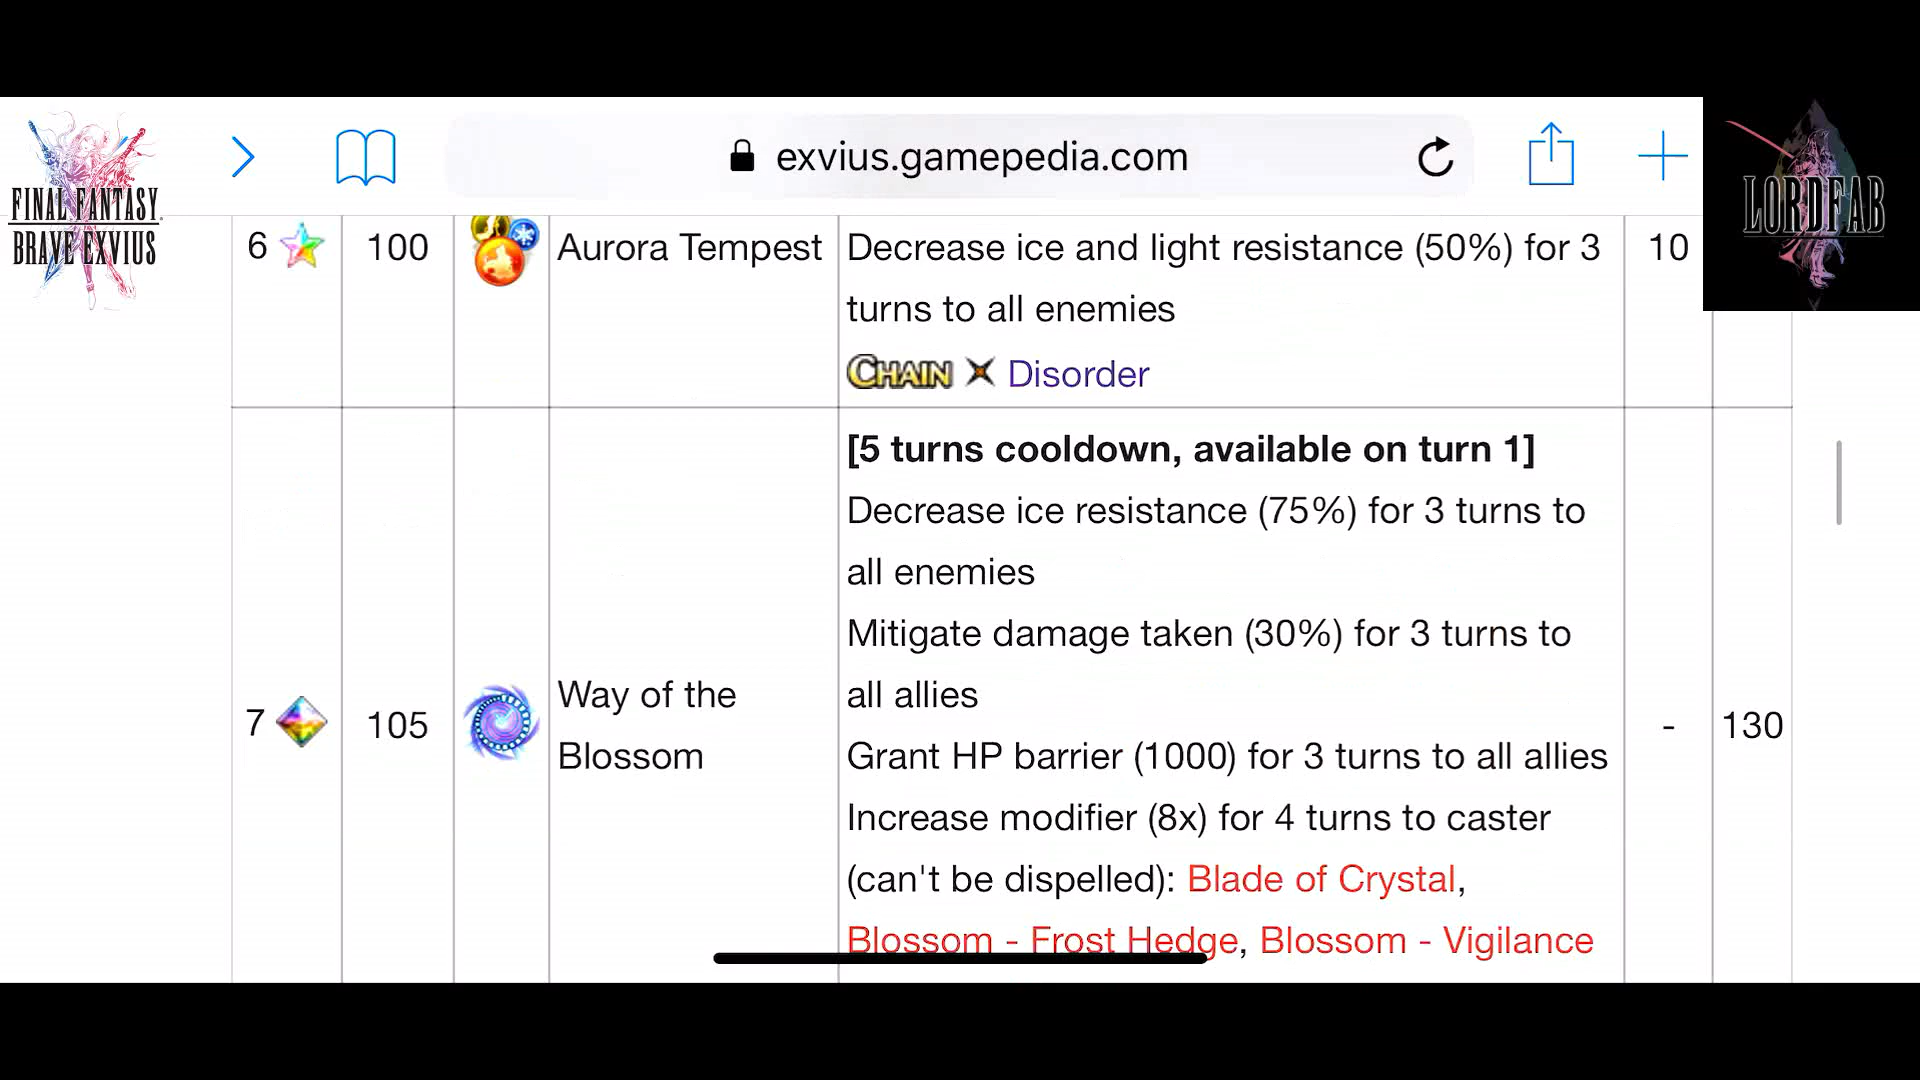 exvius.gamepedia.com
FINAL FANTASY
BRAVE EXVIUS
LORDFAB
6 100 Aurora Tempest Decrease ice and light resistance (50%) for 3 10
turns to all enemies
CHAIN Disorder
[5 turns cooldown, available on turn 1]
Decrease ice resistance (75%) for 3 turns to
all enemies
Mitigate damage taken (30%) for 3 turns to
all allies
7 105 Way of the - 130
Blossom
Grant HP barrier (1000) for 3 turns to all allies
Increase modifier (8x) for 4 turns to caster
(can't be dispelled): Blade of Crystal,
Blossom - Frost Hedge, Blossom - Vigilance